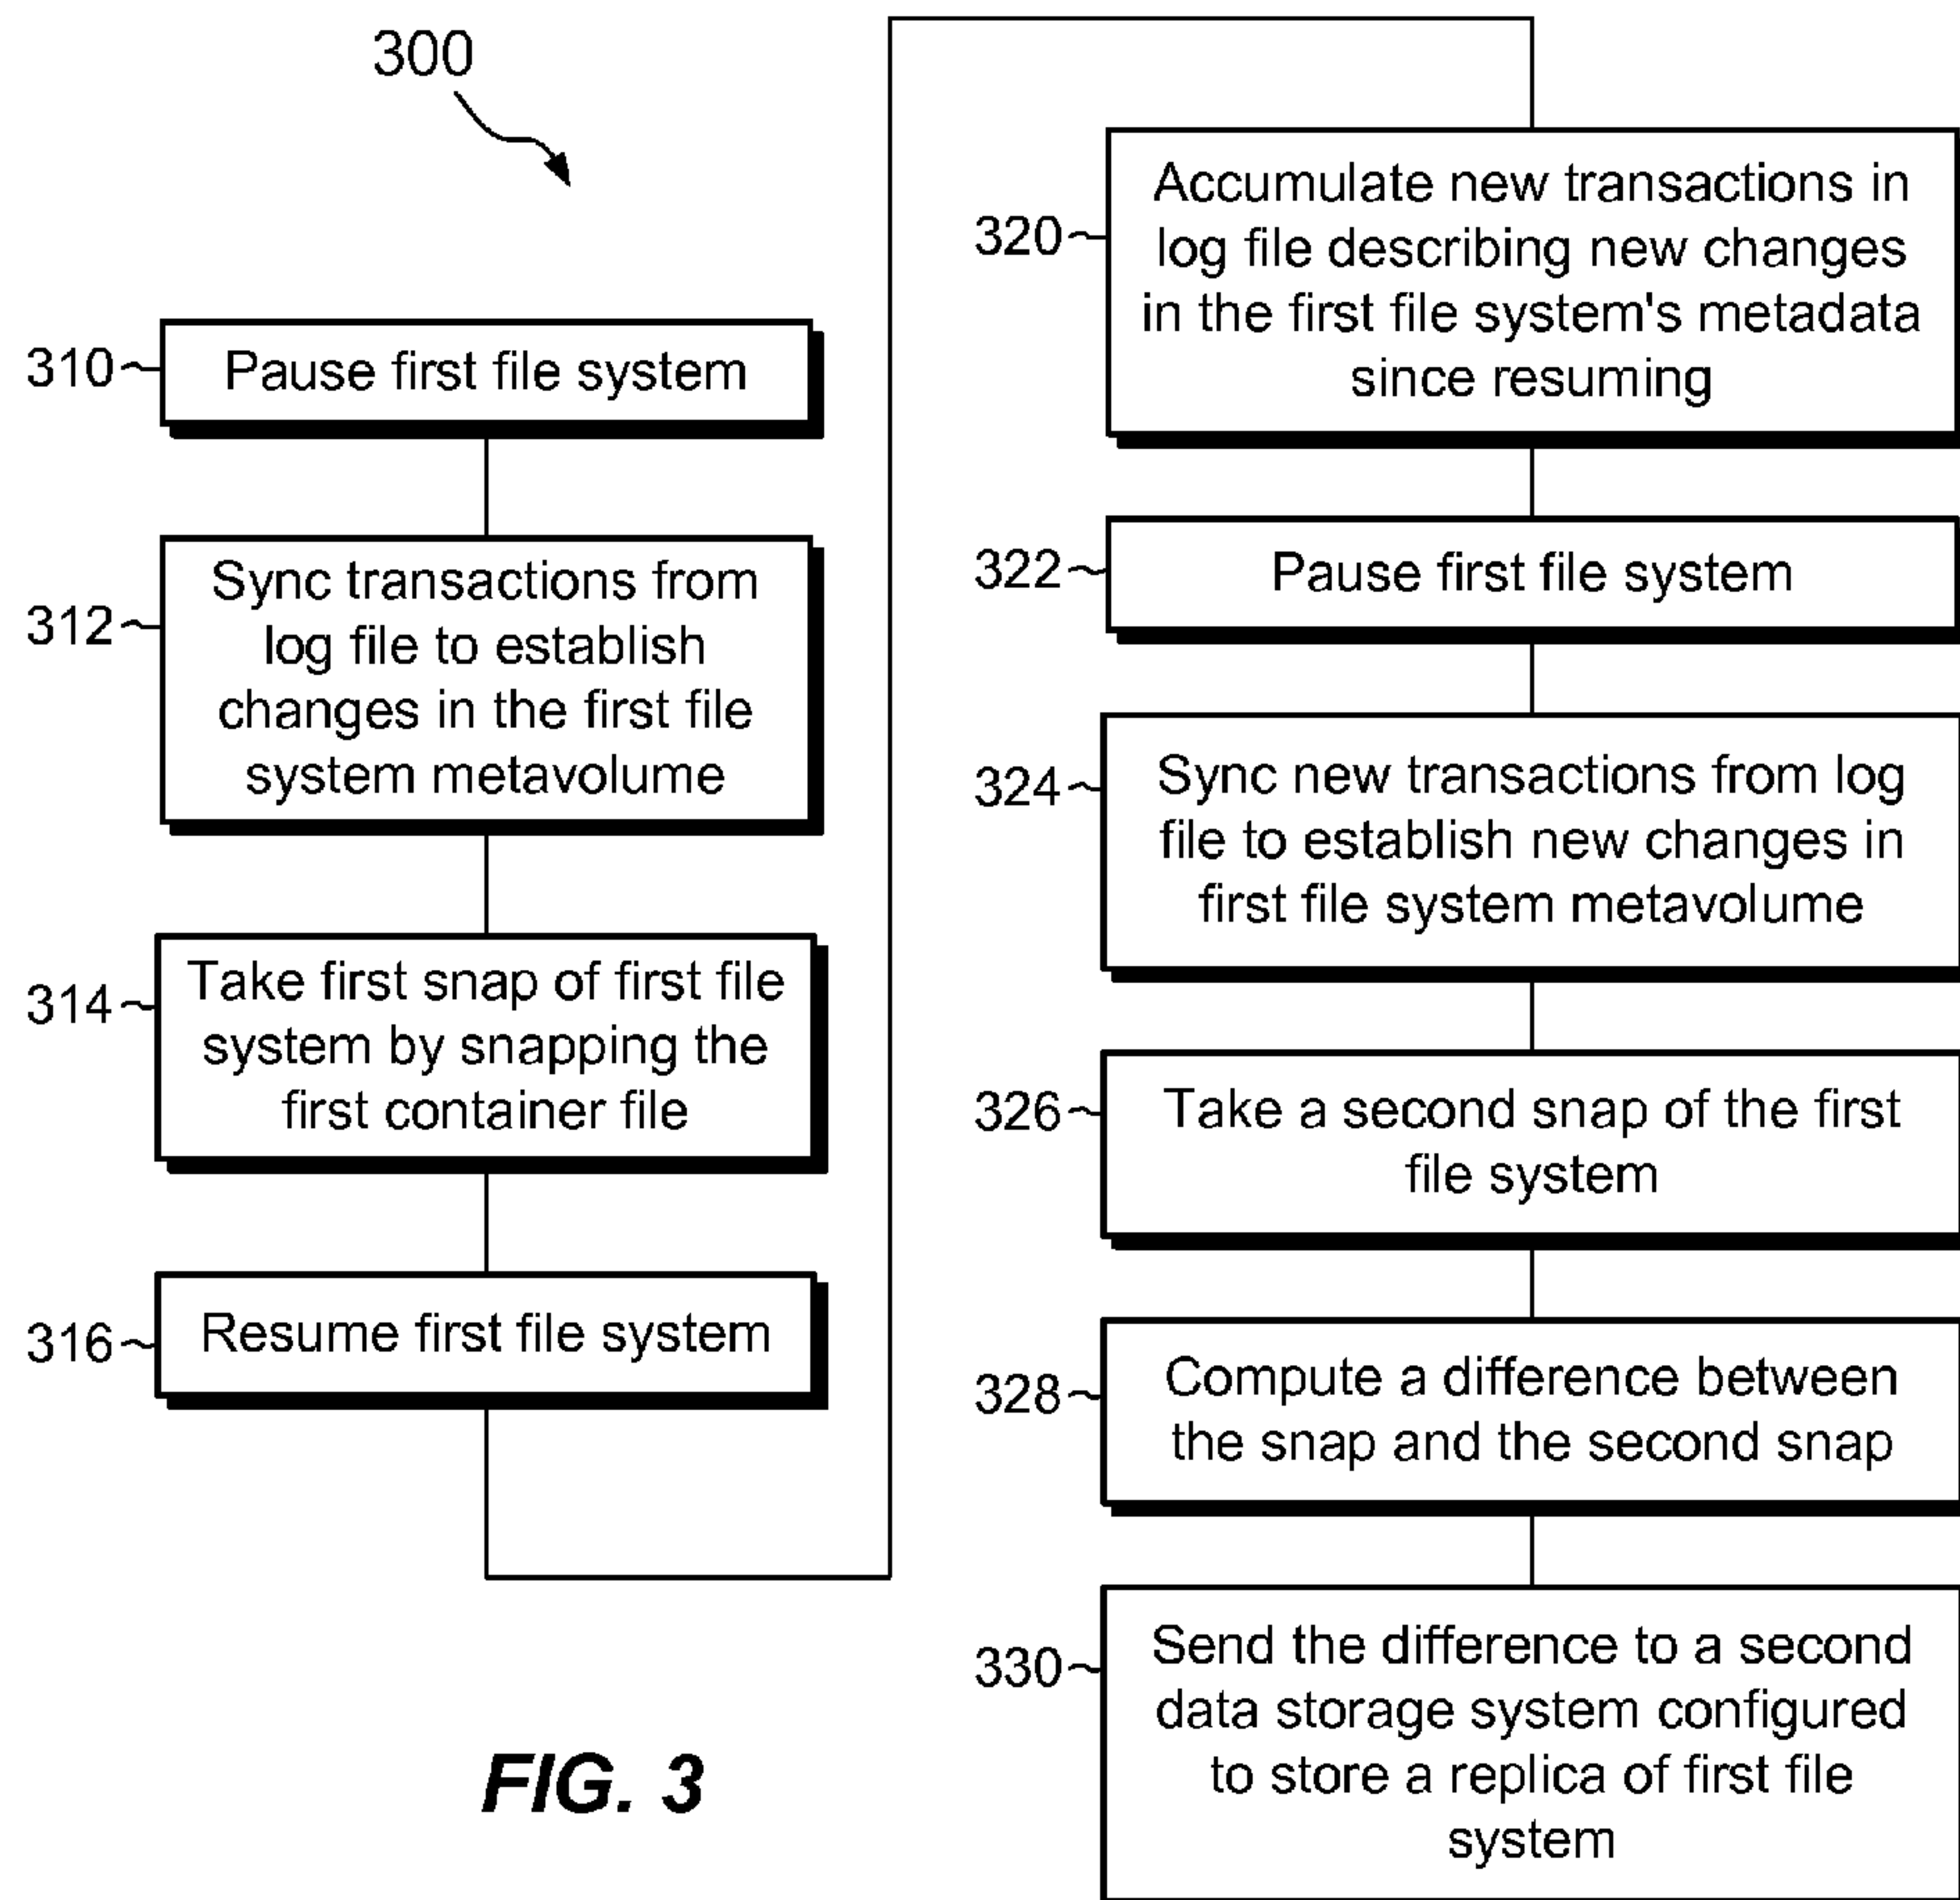 300
310
Pause first file system
312
Sync transactions from
log file to establish
changes in the first file
system metavolume
314
Take first snap of first file
system by snapping the
first container file
316
Resume first file system
320
Accumulate new transactions in
log file describing new changes
in the first file system's metadata
since resuming
322
Pause first file system
324
Sync new transactions from log
file to establish new changes in
first file system metavolume
326
Take a second snap of the first
file system
328
Compute a difference between
the snap and the second snap
330
Send the difference to a second
data storage system configured
to store a replica of first file
system
FIG. 3